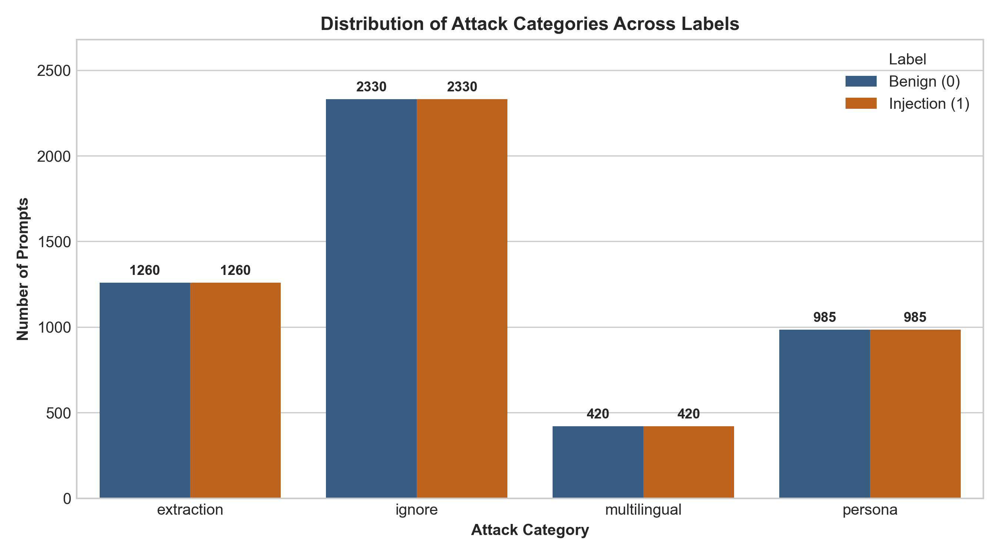 Distribution of Attack Categories Across Labels
Label
Benign (0)
Injection (1)
Number of Prompts
2500
2000
1500
1000
500
0
1260
1260
2330
2330
420
420
985
985
extraction
ignore
multilingual
persona
Attack Category